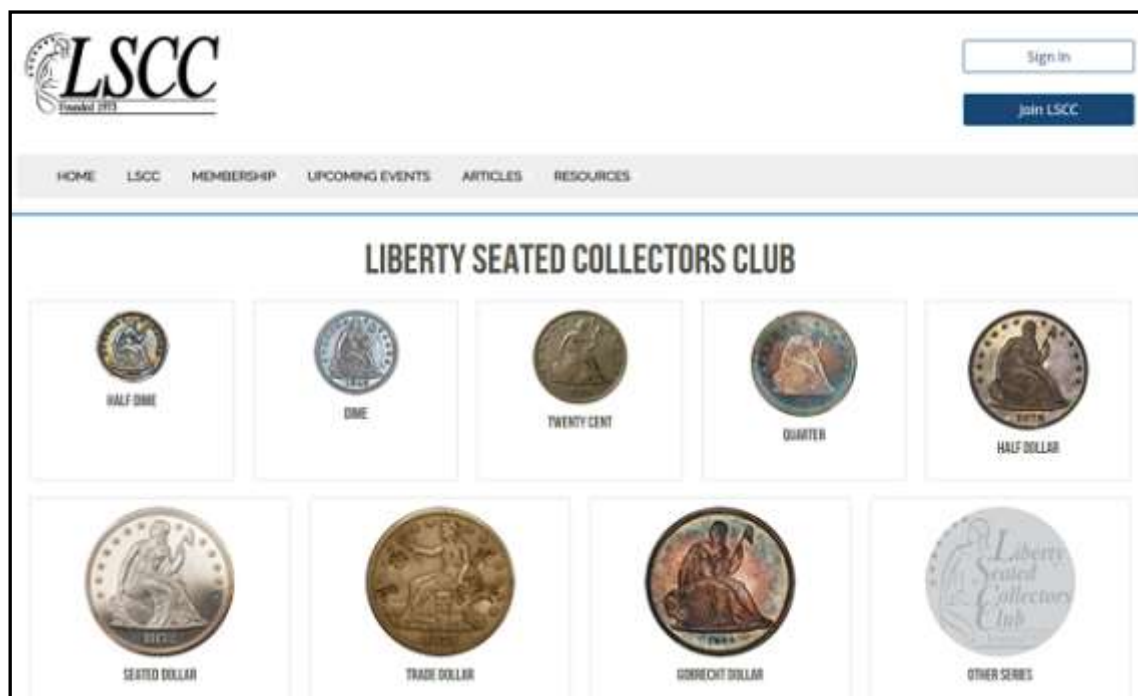 LSCC
Founded 1973
Sign In
Join LSCC
HOME LSCC MEMBERSHIP UPCOMING EVENTS ARTICLES RESOURCES
LIBERTY SEATED COLLECTORS CLUB
HALF DIME
DIME
TWENTY CENT
QUARTER
HALF DOLLAR
Liberty
Seated
Collectors
Club
SEATED DOLLAR
TRADE DOLLAR
GOBRECHT DOLLAR
OTHER SERIES